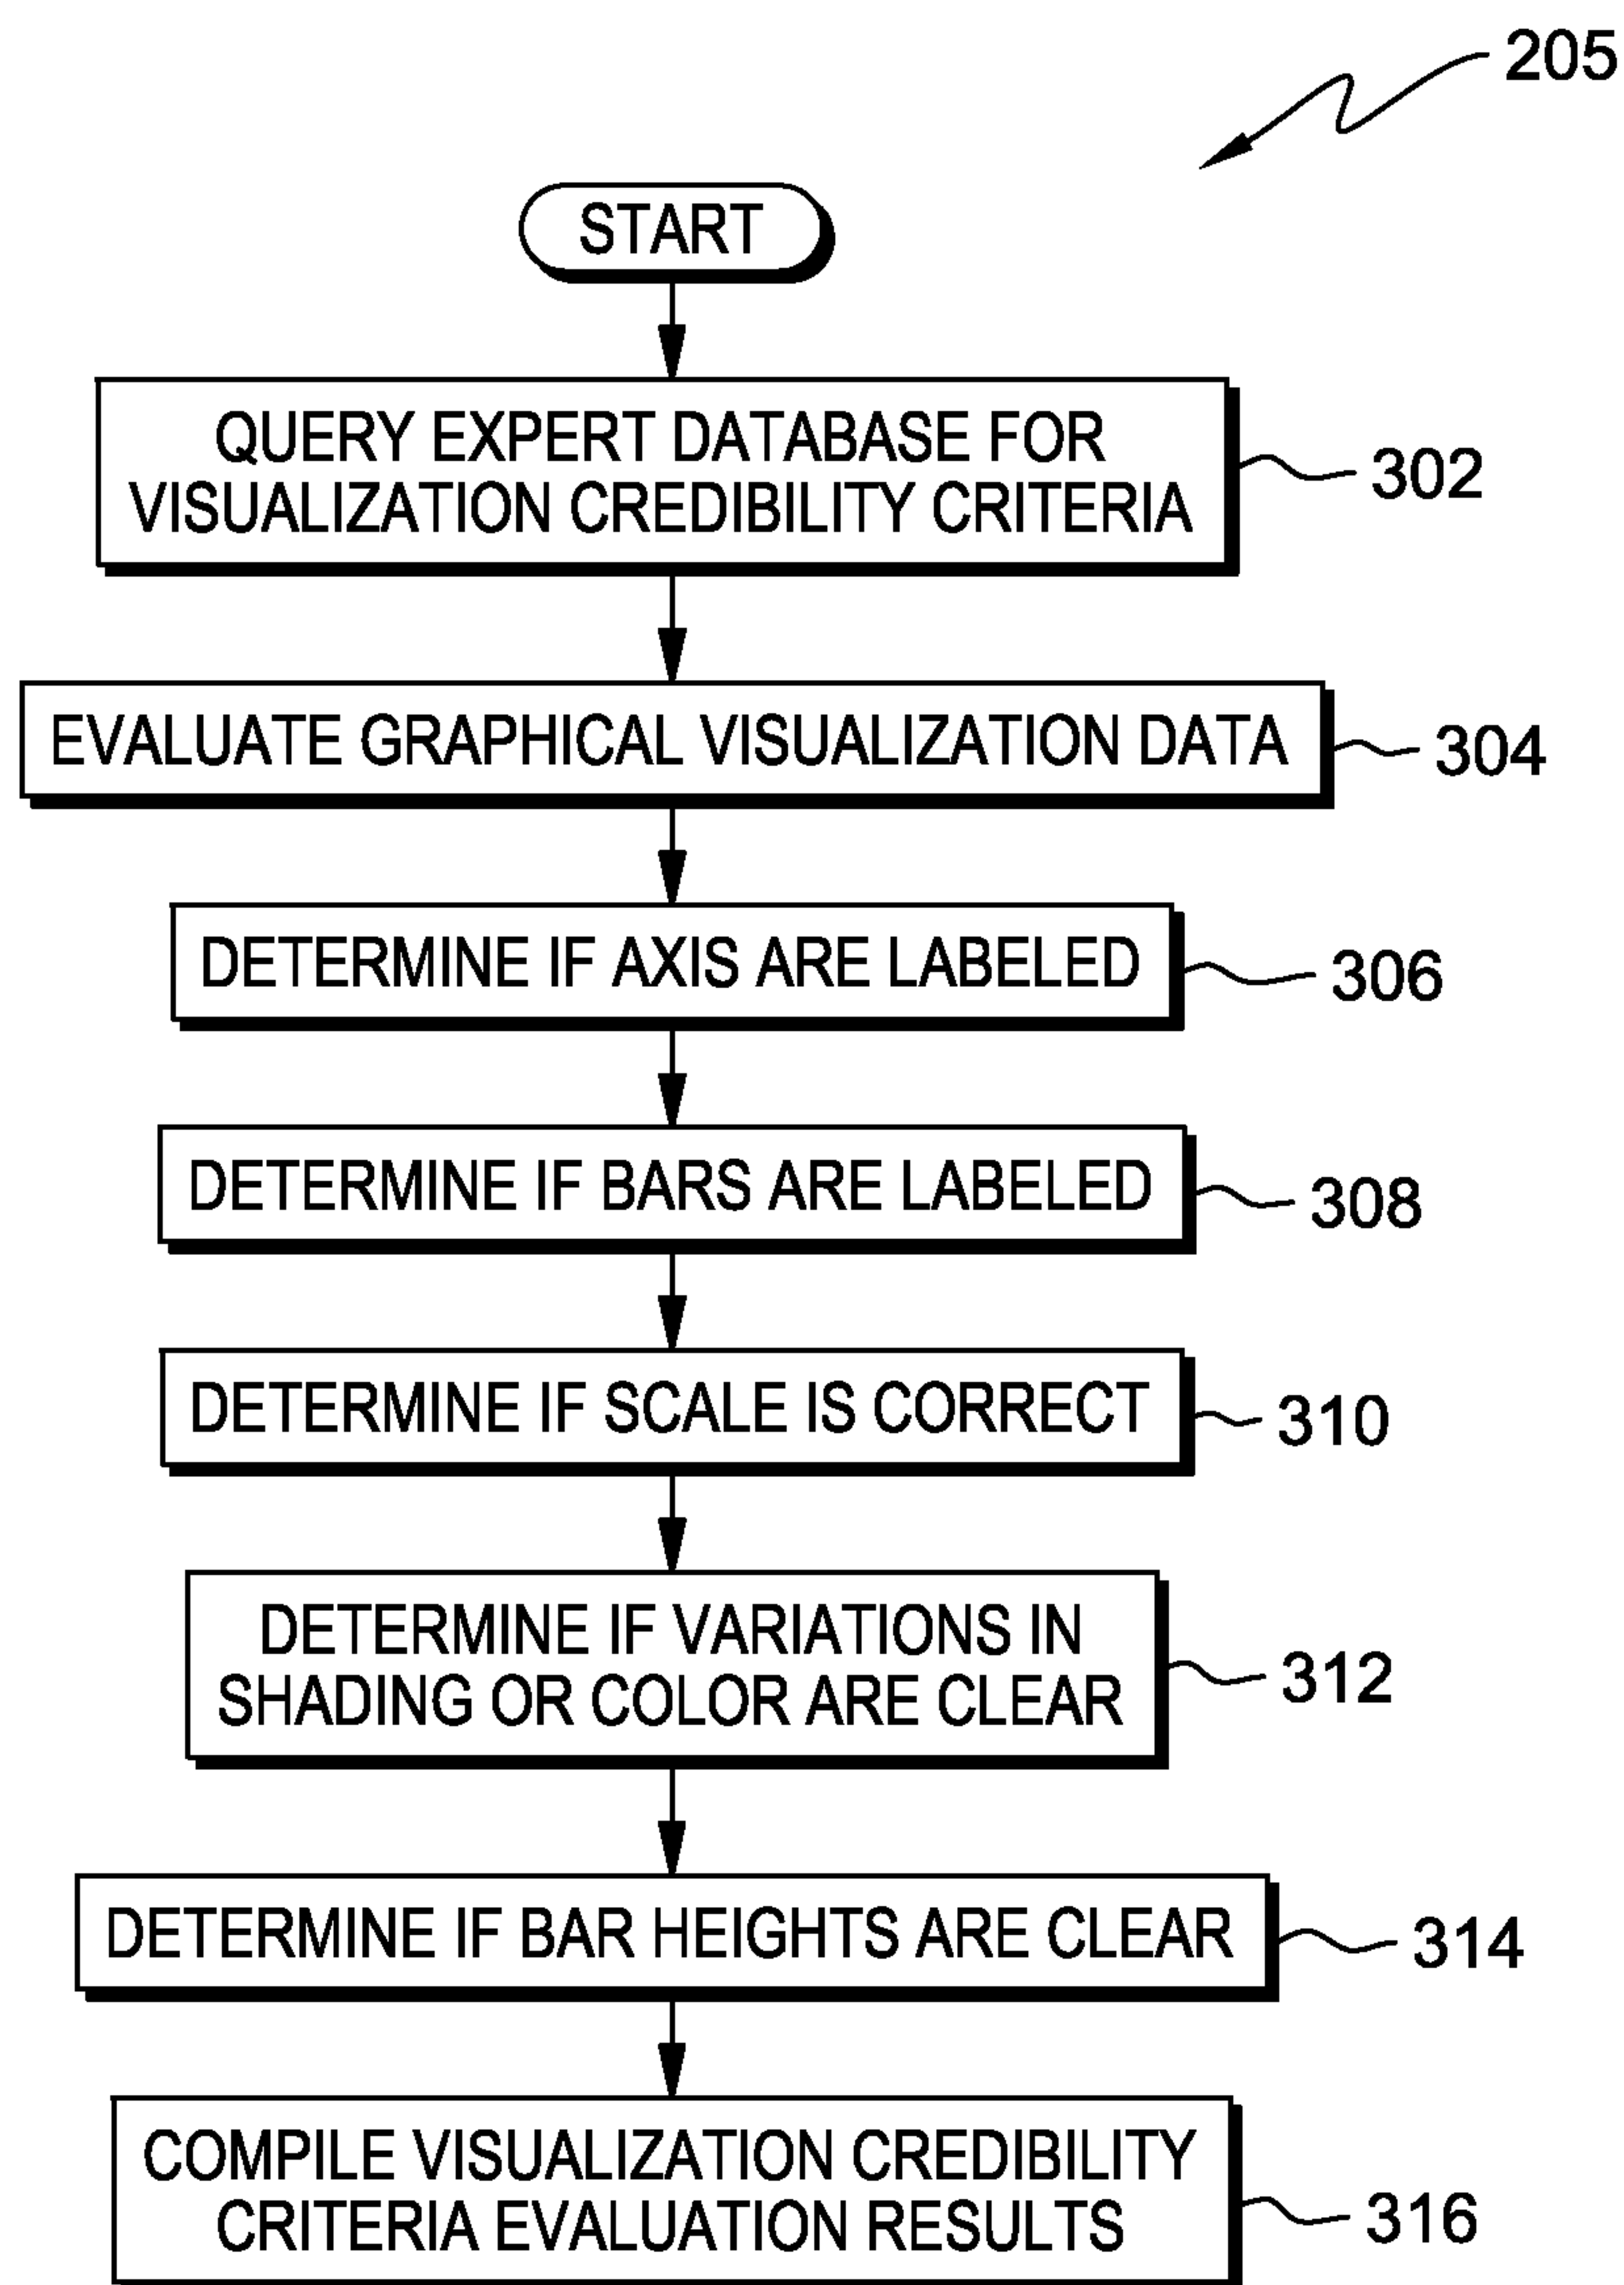 205
START
QUERY EXPERT DATABASE FOR
VISUALIZATION CREDIBILITY CRITERIA
302
EVALUATE GRAPHICAL VISUALIZATION DATA
304
DETERMINE IF AXIS ARE LABELED
306
DETERMINE IF BARS ARE LABELED
308
DETERMINE IF SCALE IS CORRECT
310
DETERMINE IF VARIATIONS IN
SHADING OR COLOR ARE CLEAR
312
DETERMINE IF BAR HEIGHTS ARE CLEAR
314
COMPILE VISUALIZATION CREDIBILITY
CRITERIA EVALUATION RESULTS
316